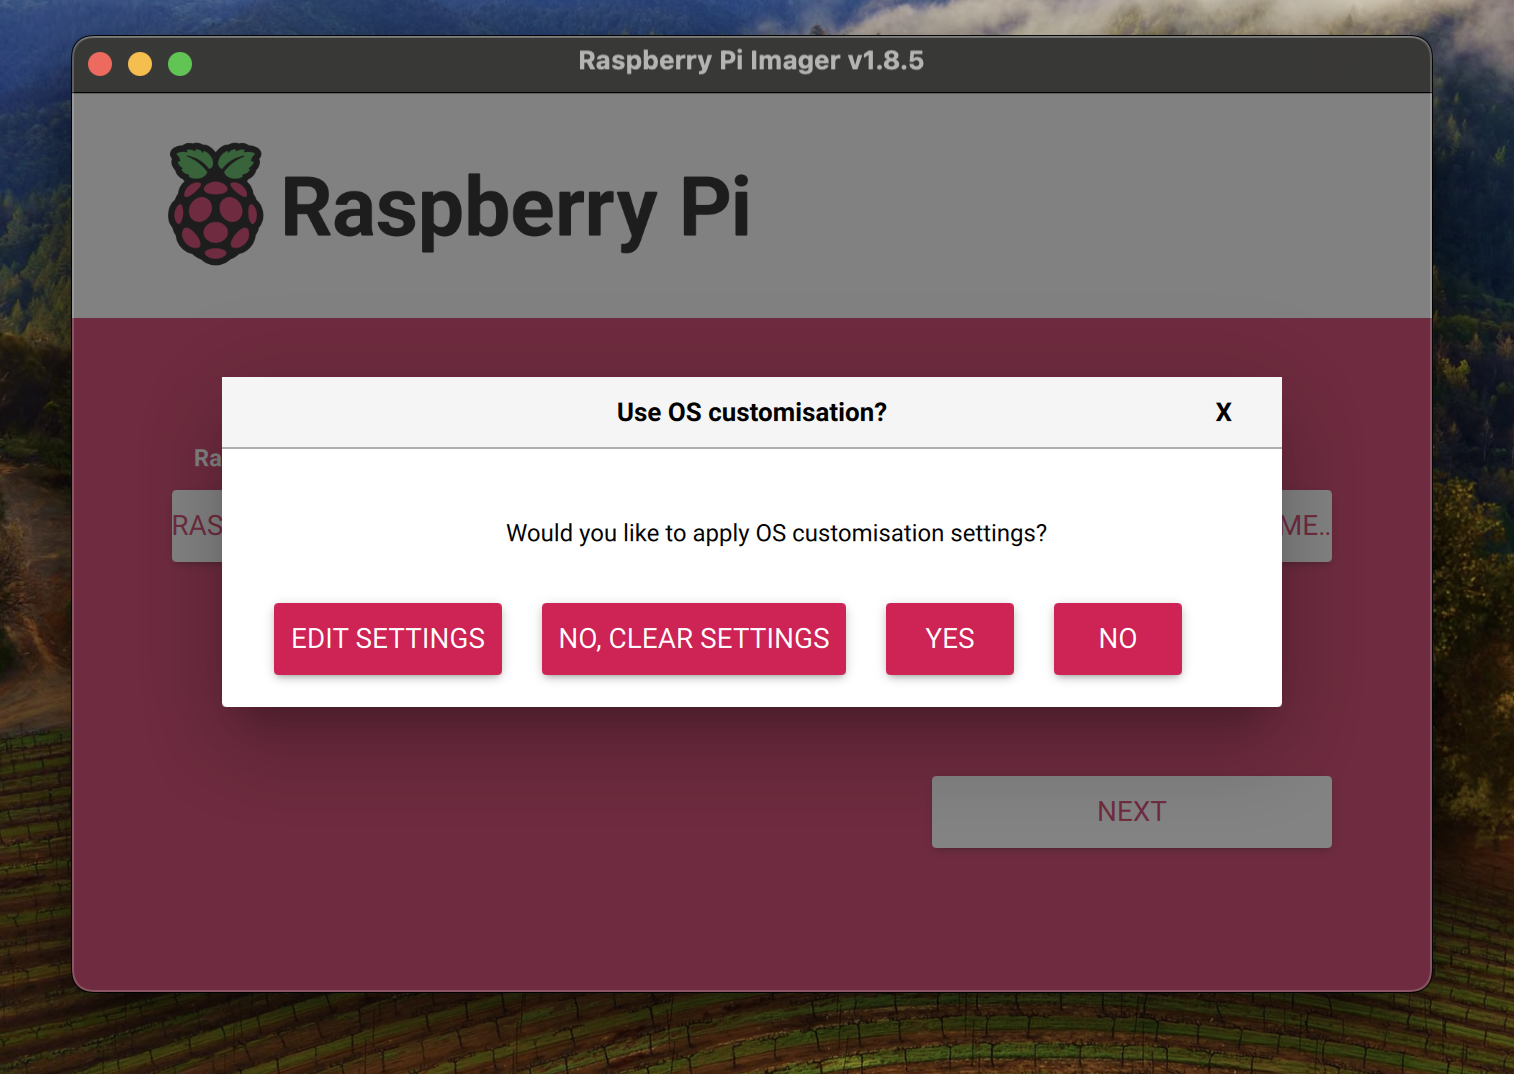 Raspberry Pi Imager v1.8.5
Raspberry Pi
Use OS customisation?
X
Ra
RAS
ME..
Would you like to apply OS customisation settings?
EDIT SETTINGS
NO, CLEAR SETTINGS
YES
NO
NEXT